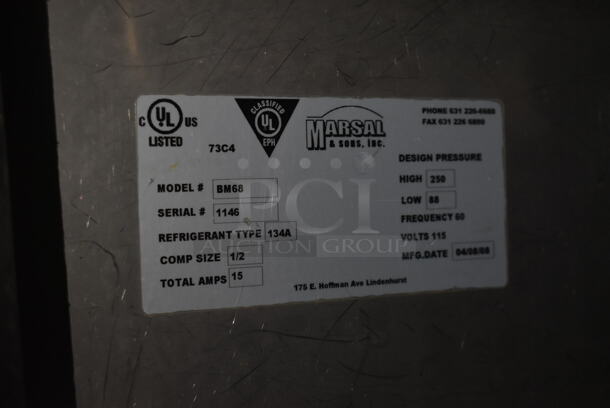 C UL US
LISTED
73C4
CLASSIFIED
UL
EPH
MARSAL
& SONS, INC.
PHONE 631 226-6688
FAX 631 226 6890
MODEL # BM68
SERIAL # 1146
REFRIGERANT TYPE 134A
COMP SIZE 1/2
TOTAL AMPS 15
DESIGN PRESSURE
HIGH 250
LOW 88
FREQUENCY 60
VOLTS 115
MFG.DATE 04/08/08
175 E. Hoffman Ave Lindenhurst
PCI
AUCTION GROUP